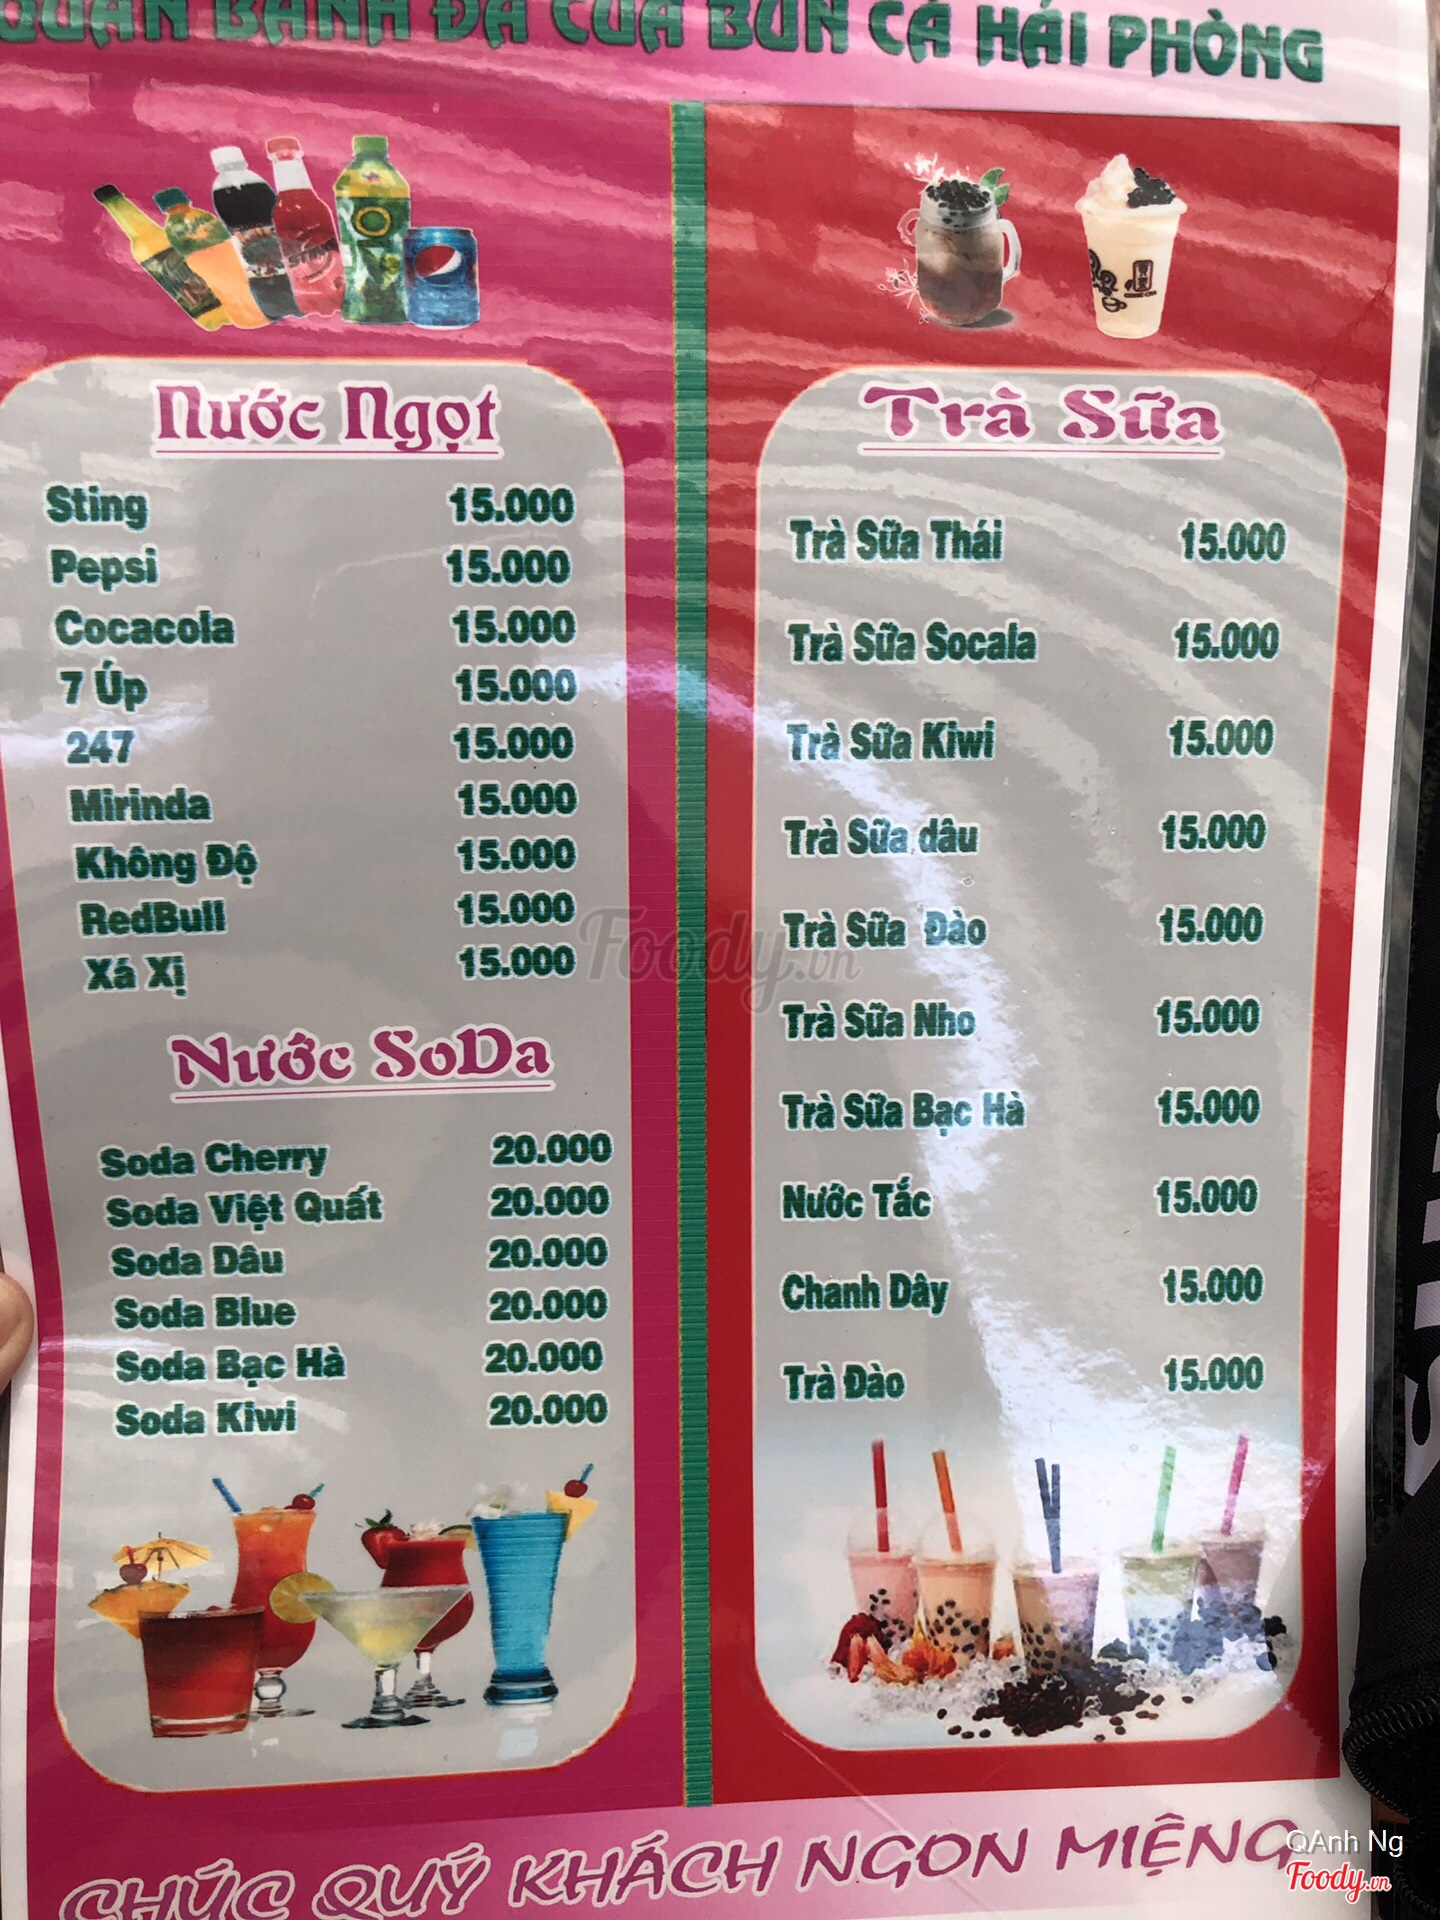 QUÁN BÁNH ĐA CUA BÚN CÁ HẢI PHÒNG
Nước Ngọt
Sting 15.000
Pepsi 15.000
Cocacola 15.000
7 Úp 15.000
247 15.000
Mirinda 15.000
Không Độ 15.000
RedBull 15.000
Xá Xị 15.000
Nước SoDa
Soda Cherry 20.000
Soda Việt Quất 20.000
Soda Dâu 20.000
Soda Blue 20.000
Soda Bạc Hà 20.000
Soda Kiwi 20.000
Trà Sữa
Trà Sữa Thái 15.000
Trà Sữa Socala 15.000
Trà Sữa Kiwi 15.000
Trà Sữa dâu 15.000
Trà Sữa Đào 15.000
Trà Sữa Nho 15.000
Trà Sữa Bạc Hà 15.000
Nước Tắc 15.000
Chanh Dây 15.000
Trà Đào 15.000
Foody.vn
CHÚC QUÝ KHÁCH NGON MIỆNG
QAnh Ng
Foody.vn